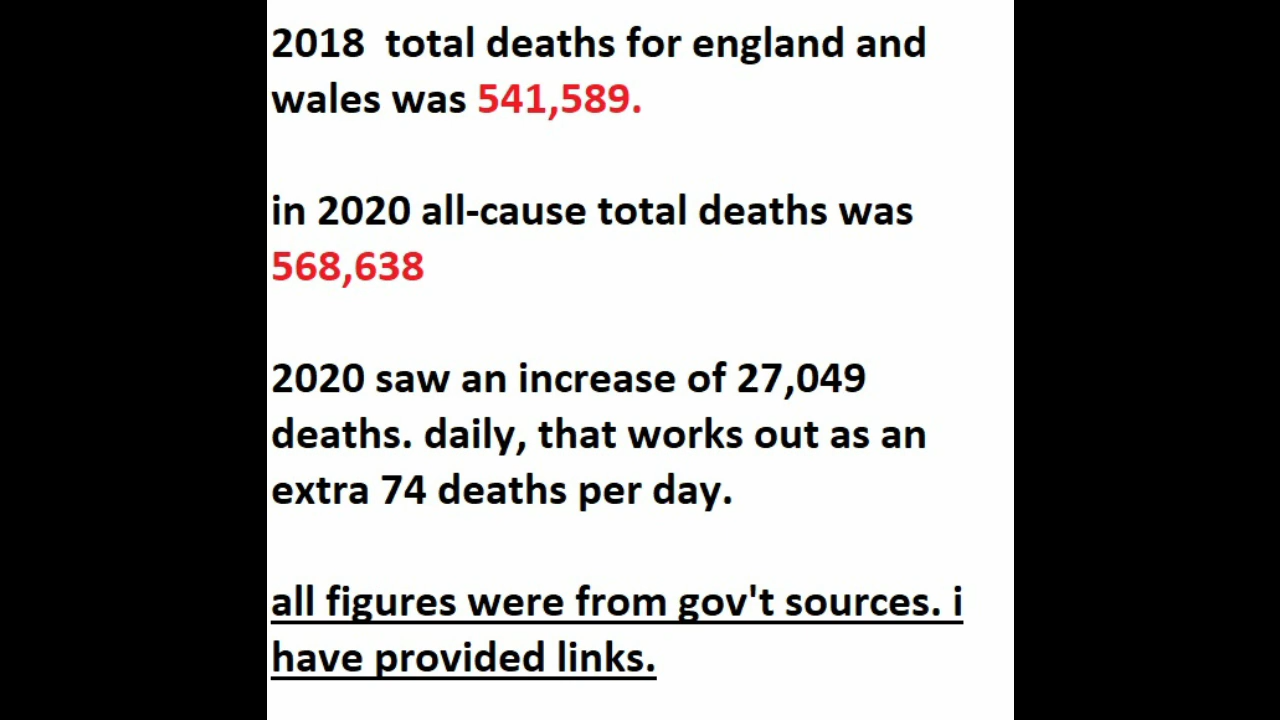 2018  total deaths for england and
wales was 541,589.
in 2020 all-cause total deaths was
568,638
2020 saw an increase of 27,049
deaths. daily, that works out as an
extra 74 deaths per day.
all figures were from gov't sources. i
have provided links.